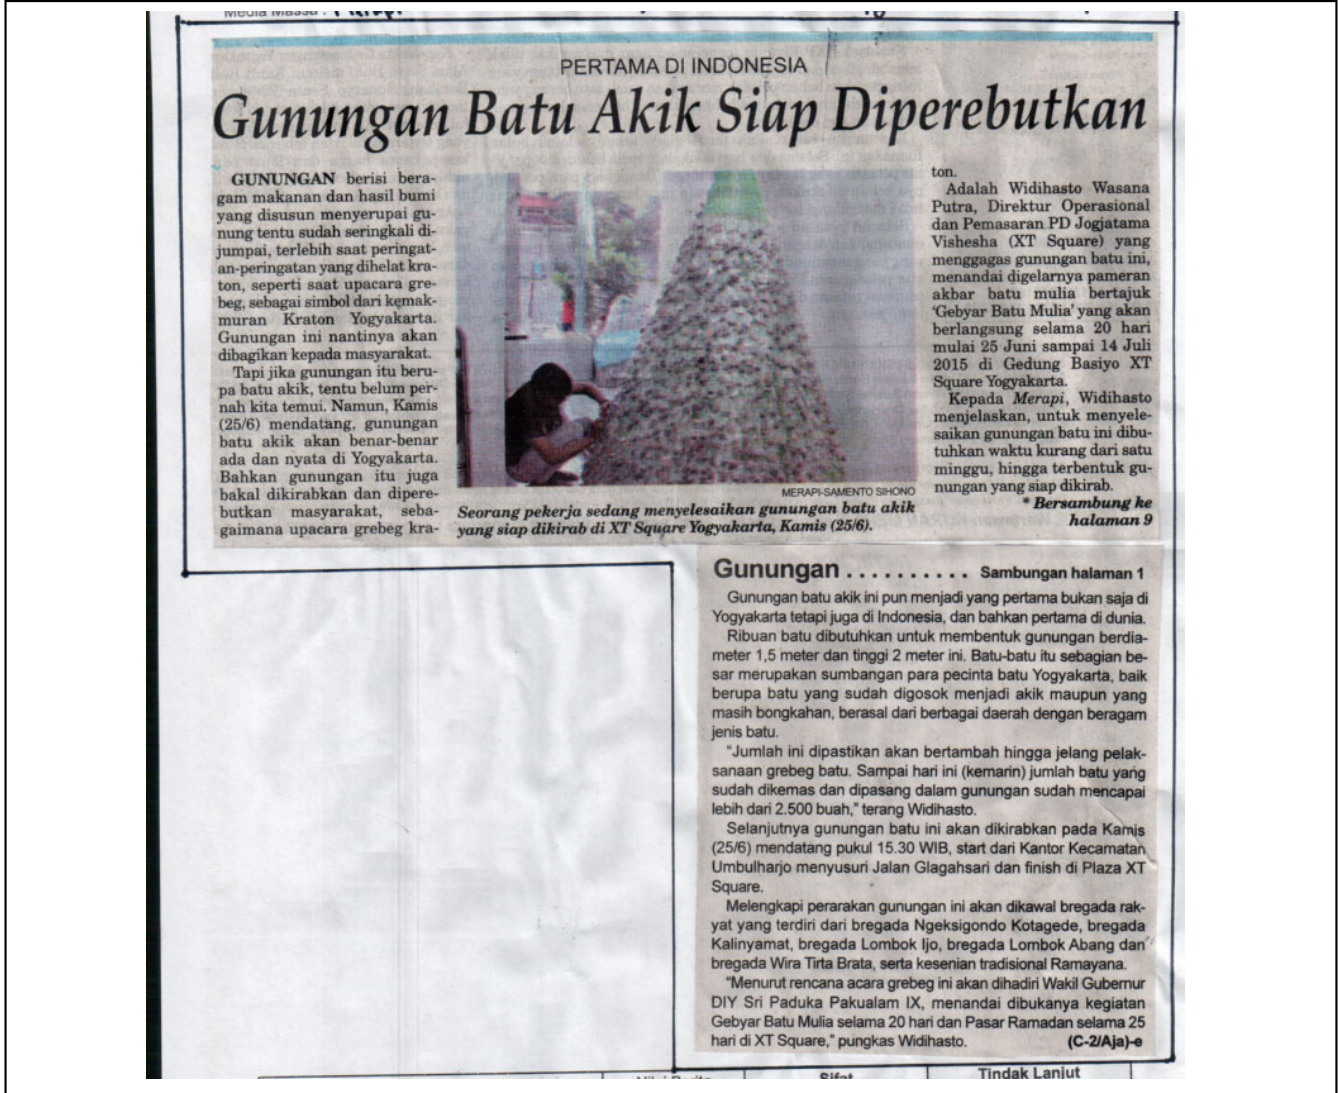 Media Massa :
PERTAMA DI INDONESIA
Gunungan Batu Akik Siap Diperebutkan
GUNUNGAN berisi bera-
gam makanan dan hasil bumi
yang disusun menyerupai gu-
nung tentu sudah seringkali di-
jumpai, terlebih saat peringat-
an-peringatan yang dihelat kra-
ton, seperti saat upacara gre-
beg, sebagai simbol dari kemak-
muran Kraton Yogyakarta.
Gunungan ini nantinya akan
dibagikan kepada masyarakat.
Tapi jika gunungan itu beru-
pa batu akik, tentu belum per-
nah kita temui. Namun, Kamis
(25/6) mendatang, gunungan
batu akik akan benar-benar
ada dan nyata di Yogyakarta.
Bahkan gunungan itu juga
bakal dikirabkan dan dipere-
butkan masyarakat, seba-
gaimana upacara grebeg kra-
MERAPI-SAMENTO SIHONO
Seorang pekerja sedang menyelesaikan gunungan batu akik
yang siap dikirab di XT Square Yogyakarta, Kamis (25/6).
ton.
Adalah Widihasto Wasana
Putra, Direktur Operasional
dan Pemasaran PD Jogjatama
Vishesha (XT Square) yang
menggagas gunungan batu ini,
menandai digelarnya pameran
akbar batu mulia bertajuk
'Gebyar Batu Mulia' yang akan
berlangsung selama 20 hari
mulai 25 Juni sampai 14 Juli
2015 di Gedung Basiyo XT
Square Yogyakarta.
Kepada Merapi, Widihasto
menjelaskan, untuk menyele-
saikan gunungan batu ini dibu-
tuhkan waktu kurang dari satu
minggu, hingga terbentuk gu-
nungan yang siap dikirab.
* Bersambung ke
halaman 9
Gunungan . . . . . . . . . . Sambungan halaman 1
Gunungan batu akik ini pun menjadi yang pertama bukan saja di
Yogyakarta tetapi juga di Indonesia, dan bahkan pertama di dunia.
Ribuan batu dibutuhkan untuk membentuk gunungan berdia-
meter 1,5 meter dan tinggi 2 meter ini. Batu-batu itu sebagian be-
sar merupakan sumbangan para pecinta batu Yogyakarta, baik
berupa batu yang sudah digosok menjadi akik maupun yang
masih bongkahan, berasal dari berbagai daerah dengan beragam
jenis batu.
"Jumlah ini dipastikan akan bertambah hingga jelang pelak-
sanaan grebeg batu. Sampai hari ini (kemarin) jumlah batu yang
sudah dikemas dan dipasang dalam gunungan sudah mencapai
lebih dari 2.500 buah," terang Widihasto.
Selanjutnya gunungan batu ini akan dikirabkan pada Kamis
(25/6) mendatang pukul 15.30 WIB, start dari Kantor Kecamatan
Umbulharjo menyusuri Jalan Glagahsari dan finish di Plaza XT
Square.
Melengkapi perarakan gunungan ini akan dikawal bregada rak-
yat yang terdiri dari bregada Ngeksigondo Kotagede, bregada
Kalinyamat, bregada Lombok Ijo, bregada Lombok Abang dan
bregada Wira Tirta Brata, serta kesenian tradisional Ramayana.
"Menurut rencana acara grebeg ini akan dihadiri Wakil Gubernur
DIY Sri Paduka Pakualam IX, menandai dibukanya kegiatan
Gebyar Batu Mulia selama 20 hari dan Pasar Ramadan selama 25
hari di XT Square," pungkas Widihasto. (C-2/Aja)-e
Nilai Berita Sifat Tindak Lanjut